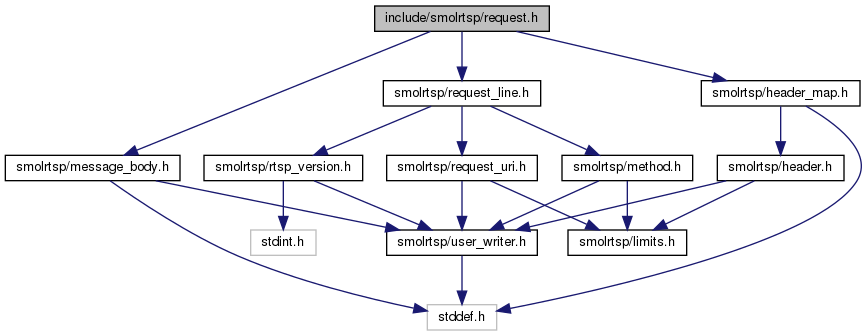 include/smolrtsp/request.h
smolrtsp/request_line.h
smolrtsp/header_map.h
smolrtsp/message_body.h
smolrtsp/rtsp_version.h
smolrtsp/request_uri.h
smolrtsp/method.h
smolrtsp/header.h
stdint.h
smolrtsp/user_writer.h
smolrtsp/limits.h
stddef.h